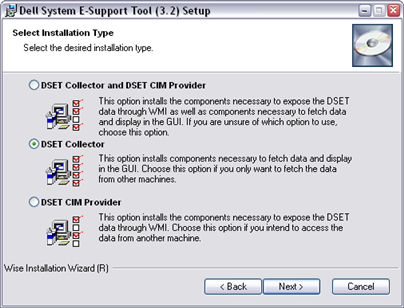 Dell System E-Support Tool (3.2) Setup
Select Installation Type
Select the desired installation type.
DSET Collector and DSET CIM Provider
This option installs the components necessary to expose the DSET
data through WMI as well as components necessary to fetch data
and display in the GUI. If you are unsure of which option to use,
choose this option.
DSET Collector
This option installs components necessary to fetch data and display
in the GUI. Choose this option if you only want to fetch the data
from other machines.
DSET CIM Provider
This option installs the components necessary to expose the DSET
data through WMI. Choose this option if you intend to access the
data from another machine.
Wise Installation Wizard (R)
< Back
Next >
Cancel